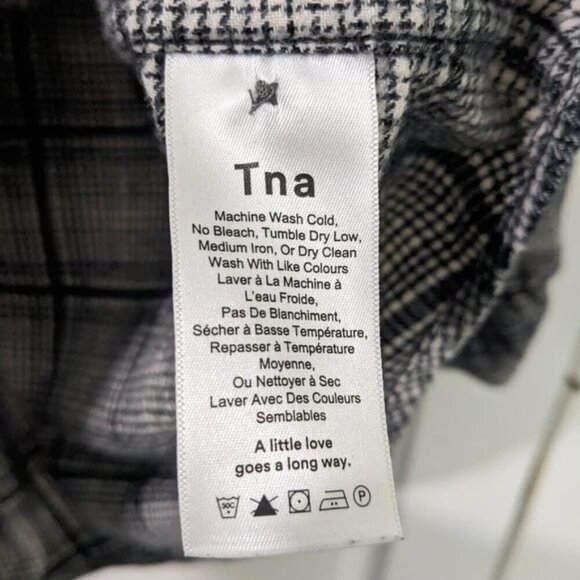 Tna
Machine Wash Cold,
No Bleach, Tumble Dry Low,
Medium Iron, Or Dry Clean
Wash With Like Colours
Laver à La Machine à
L'eau Froide,
Pas De Blanchiment,
Sécher à Basse Température,
Repasser à Température
Moyenne,
Ou Nettoyer à Sec
Laver Avec Des Couleurs
Semblables
A little love
goes a long way.
30C P